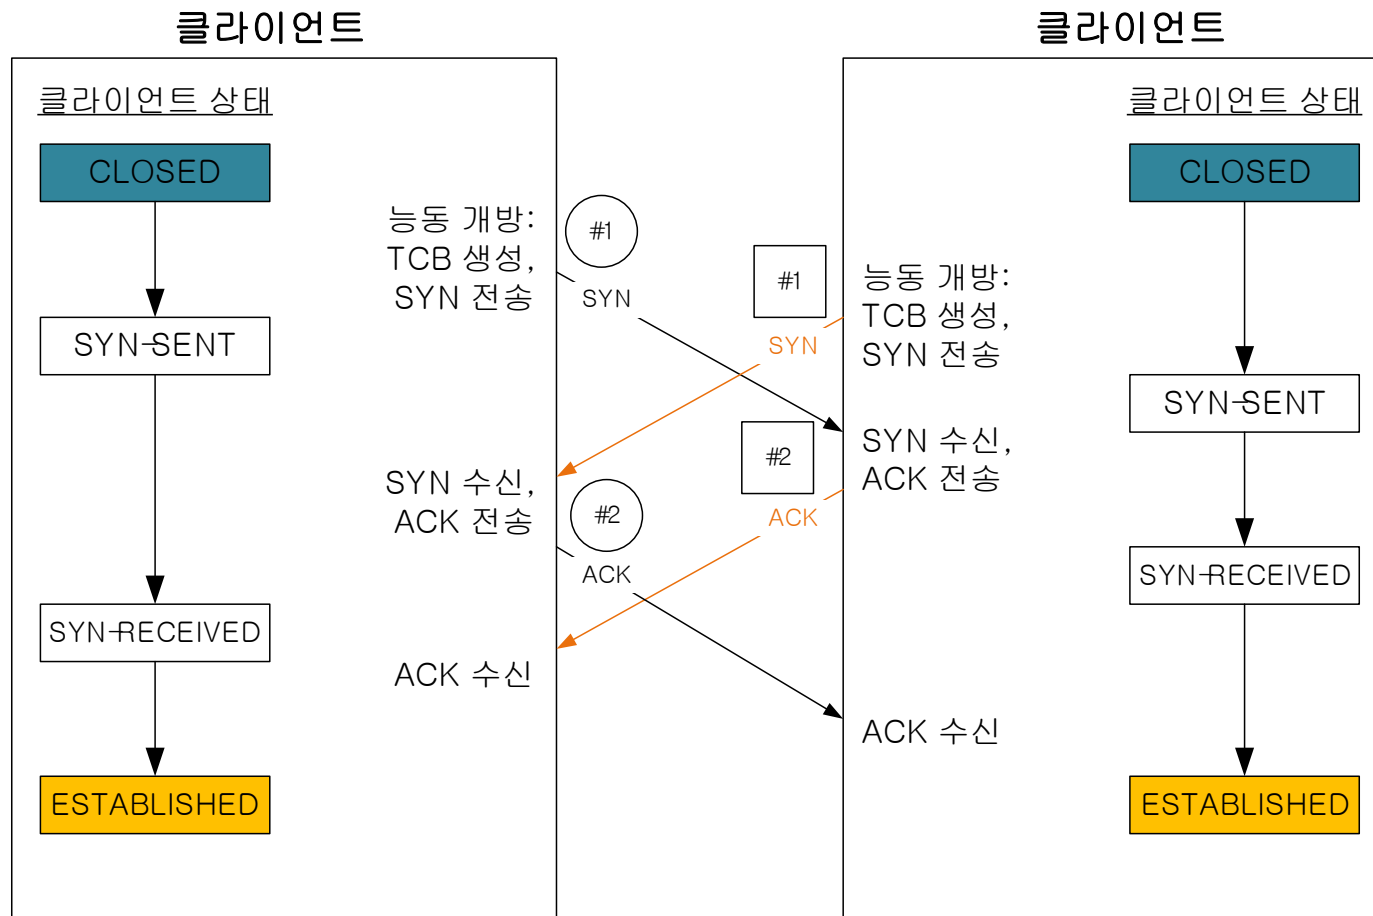 클라이언트
클라이언트
클라이언트 상태
클라이언트 상태
CLOSED
CLOSED
능동 개방:
TCB 생성,
SYN 전송
#1
SYN
#1
SYN
능동 개방:
TCB 생성,
SYN 전송
SYN-SENT
SYN-SENT
SYN 수신,
ACK 전송
#2
ACK
#2
ACK
SYN 수신,
ACK 전송
SYN-RECEIVED
SYN-RECEIVED
ACK 수신
ACK 수신
ESTABLISHED
ESTABLISHED